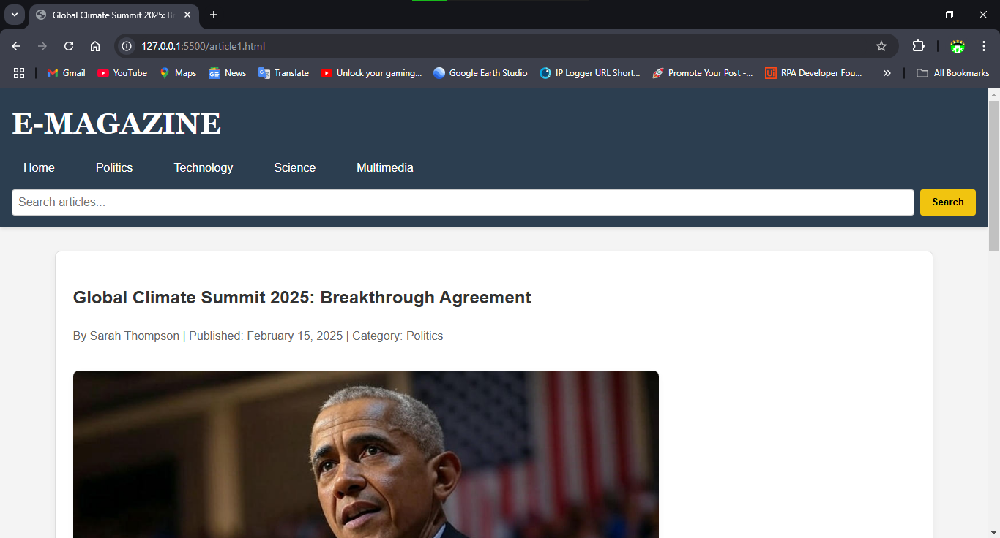 Global Climate Summit 2025: B
127.0.0.1:5500/article1.html
Gmail YouTube Maps News Translate Unlock your gaming... Google Earth Studio IP Logger URL Short... Promote Your Post -... RPA Developer Fou... All Bookmarks
E-MAGAZINE
Home Politics Technology Science Multimedia
Search articles... Search
Global Climate Summit 2025: Breakthrough Agreement
By Sarah Thompson | Published: February 15, 2025 | Category: Politics